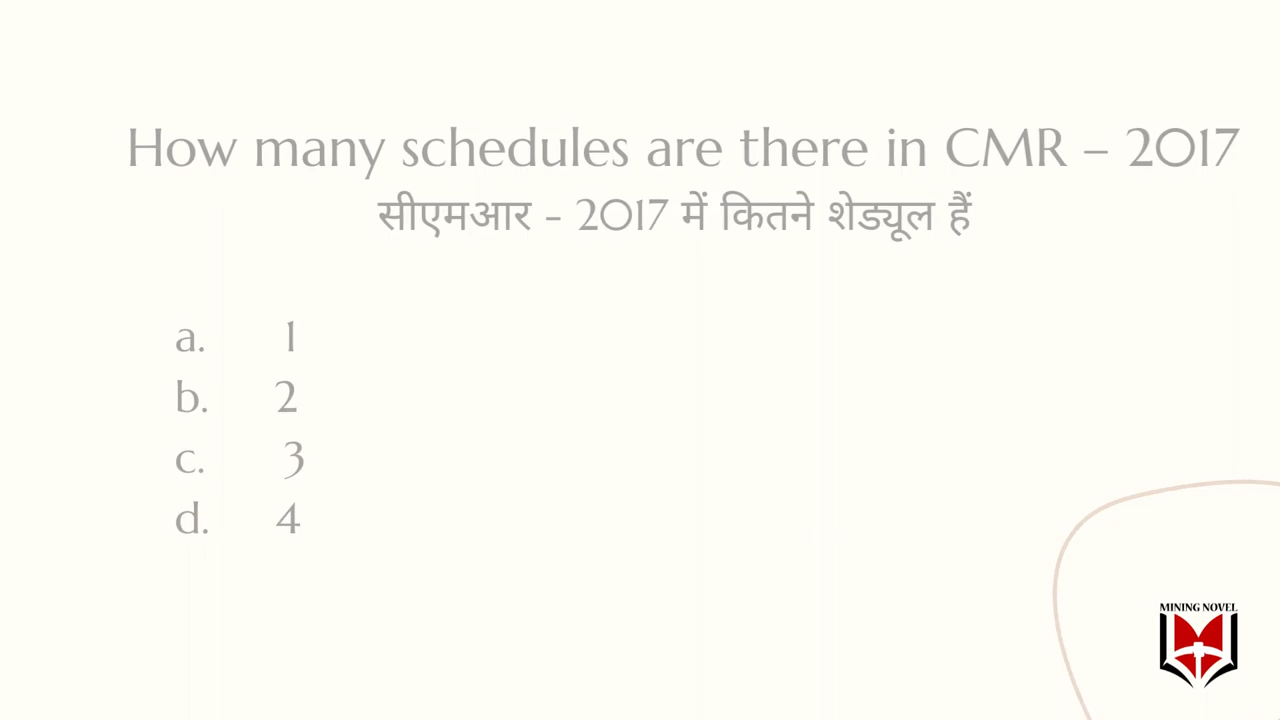 How many schedules are there in CMR – 2017
सीएमआर - 2017 में कितने शेड्यूल हैं
a. 1
b. 2
c. 3
d. 4
MINING NOVEL